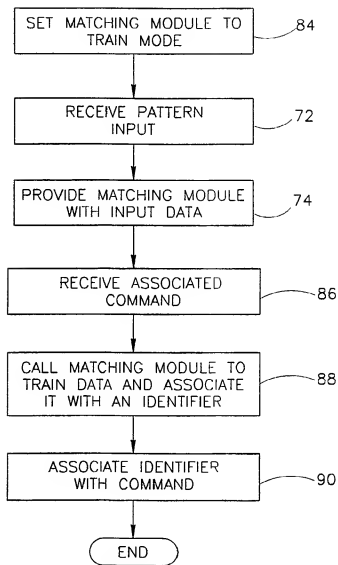 SET MATCHING MODULE TO
TRAIN MODE
84
RECEIVE PATTERN
INPUT
72
PROVIDE MATCHING MODULE
WITH INPUT DATA
74
RECEIVE ASSOCIATED
COMMAND
86
CALL MATCHING MODULE TO
TRAIN DATA AND ASSOCIATE
IT WITH AN IDENTIFIER
88
ASSOCIATE IDENTIFIER
WITH COMMAND
90
END